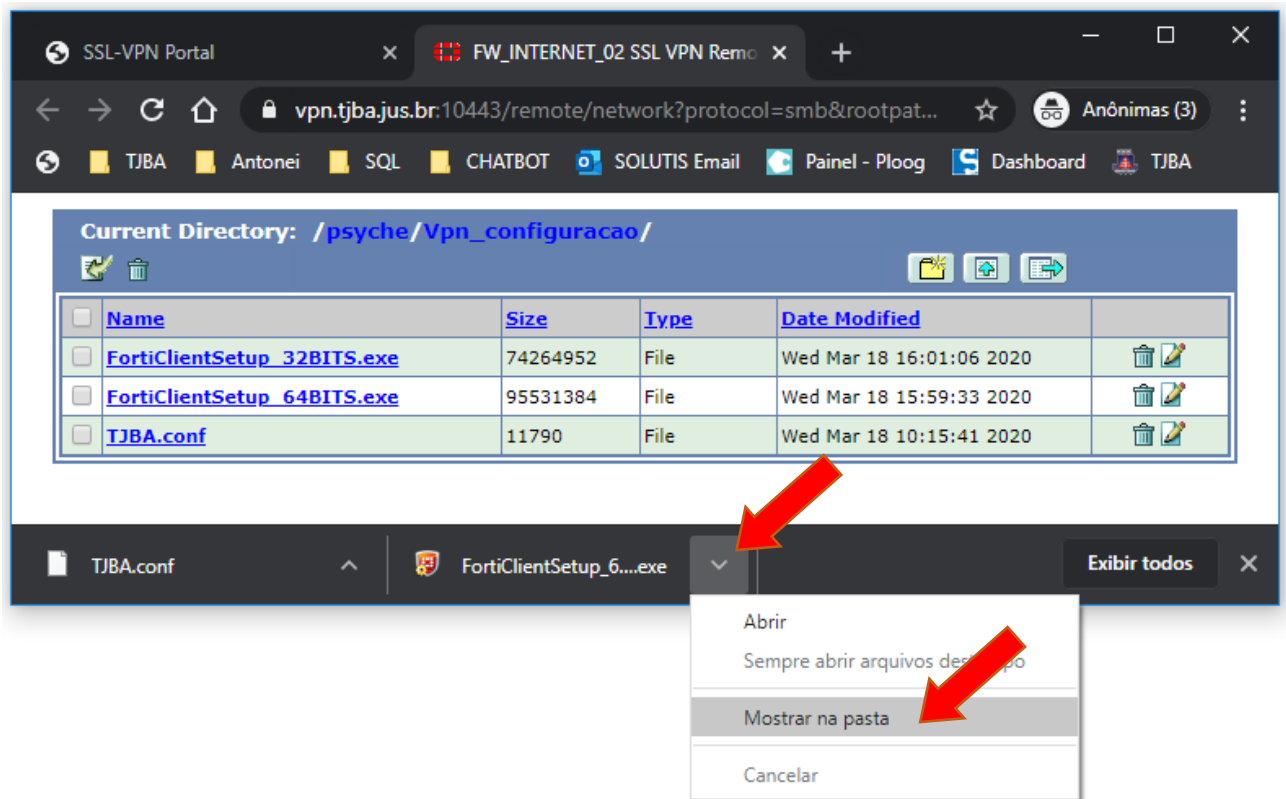 SSL-VPN Portal
FW_INTERNET_02 SSL VPN Remo
vpn.tjba.jus.br:10443/remote/network?protocol=smb&rootpat...
Anônimas (3)
TJBA
Antonei
SQL
CHATBOT
SOLUTIS Email
Painel - Ploog
Dashboard
TJBA
Current Directory: /psyche/Vpn_configuracao/
Name Size Type Date Modified
FortiClientSetup_32BITS.exe 74264952 File Wed Mar 18 16:01:06 2020
FortiClientSetup_64BITS.exe 95531384 File Wed Mar 18 15:59:33 2020
TJBA.conf 11790 File Wed Mar 18 10:15:41 2020
TJBA.conf
FortiClientSetup_6....exe
Exibir todos
Abrir
Sempre abrir arquivos
Mostrar na pasta
Cancelar